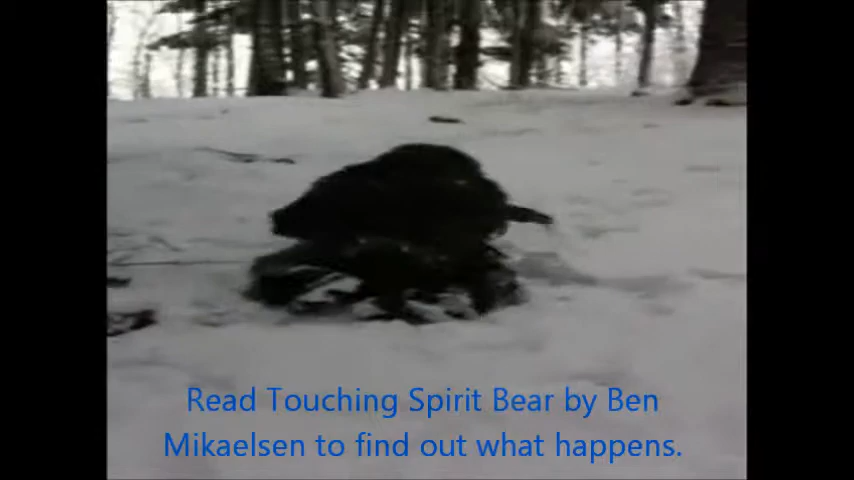 Read Touching Spirit Bear by Ben
Mikaelsen to find out what happens.